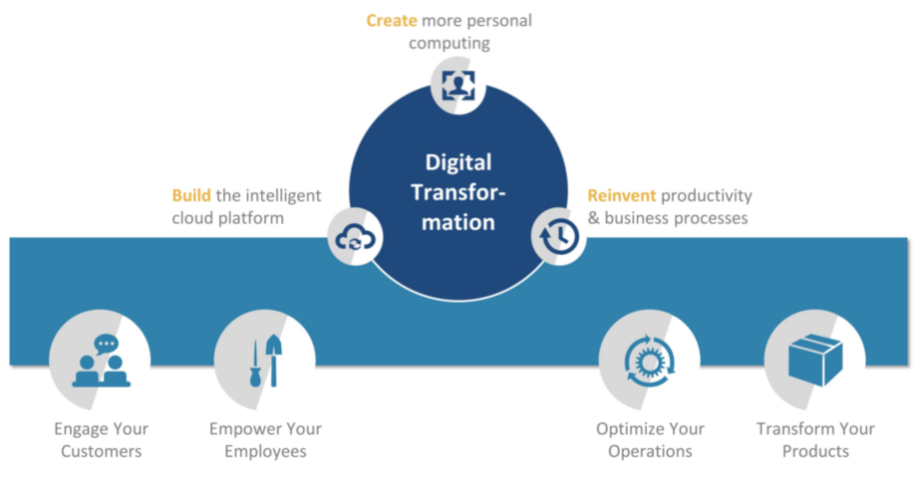 Create more personal
computing
Digital
Transfor-
mation
Build the intelligent
cloud platform
Reinvent productivity
& business processes
Engage Your
Customers
Empower Your
Employees
Optimize Your
Operations
Transform Your
Products